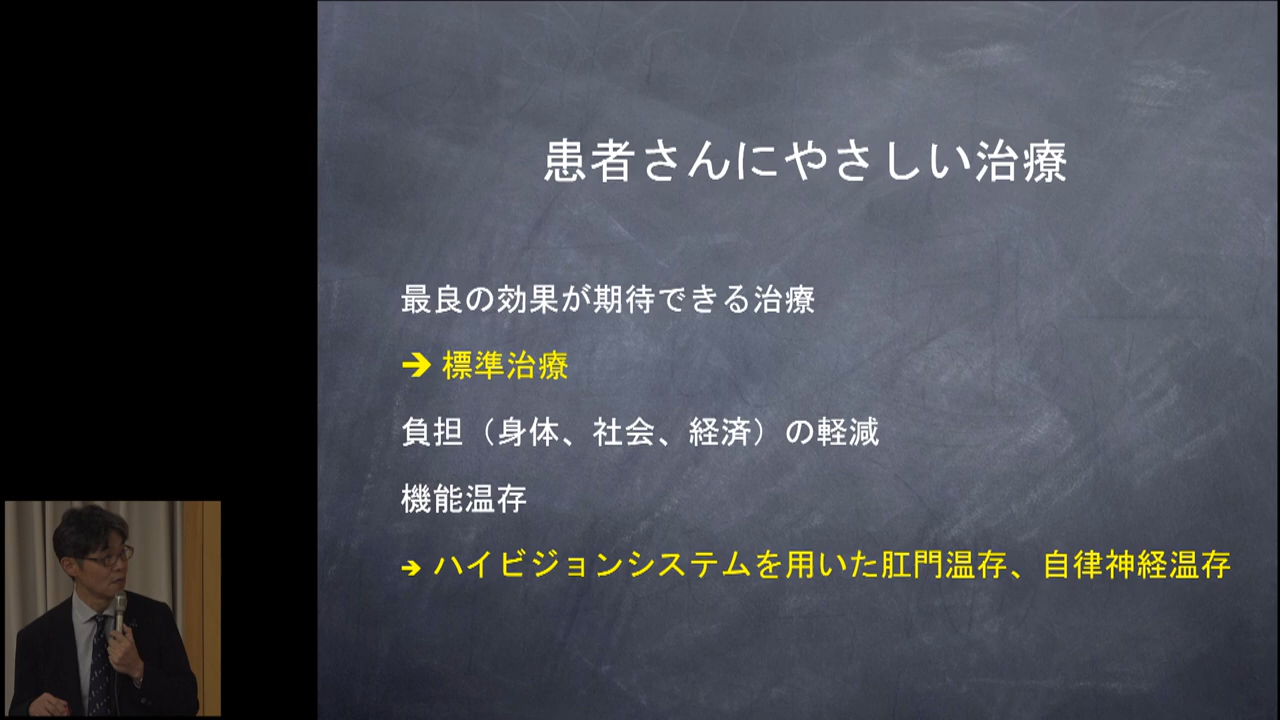 患者さんにやさしい治療
最良の効果が期待できる治療
➔ 標準治療
負担（身体、社会、経済）の軽減
機能温存
➔ ハイビジョンシステムを用いた肛門温存、自律神経温存